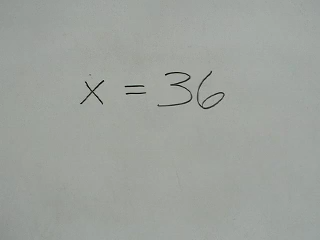 x = 36